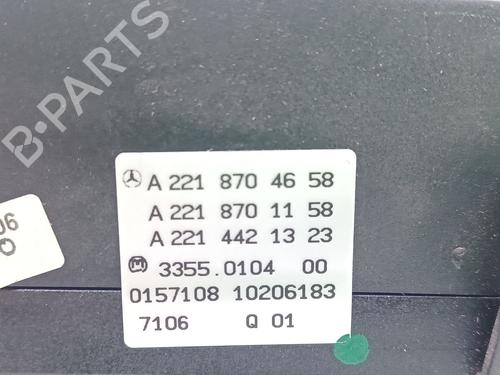 B-PARTS
A 221 870 46 58
A 221 870 11 58
A 221 442 13 23
M 3355.0104 00
0157108 10206183
7106 Q 01
06
O